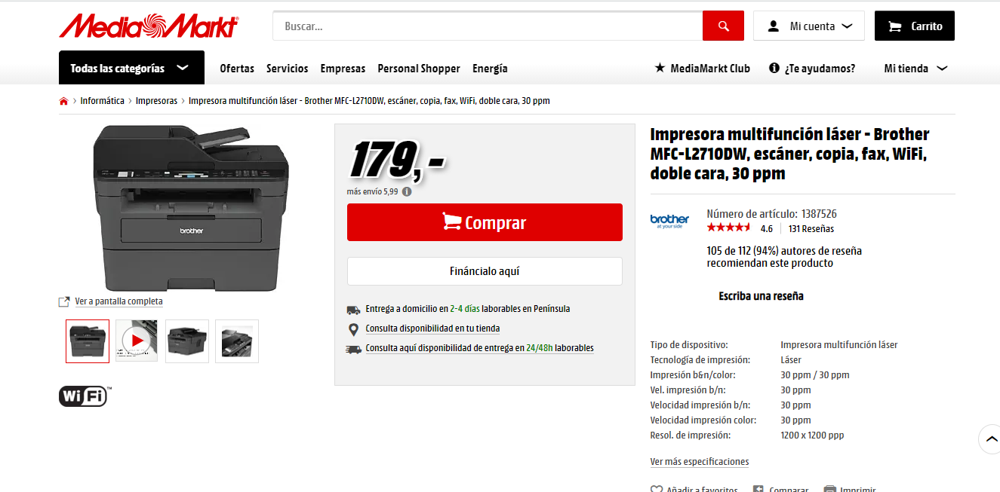 MediaMarkt
Buscar...
Mi cuenta
Carrito
Todas las categorías
Ofertas
Servicios
Empresas
Personal Shopper
Energía
MediaMarkt Club
¿Te ayudamos?
Mi tienda
Informática > Impresoras > Impresora multifunción láser - Brother MFC-L2710DW, escáner, copia, fax, WiFi, doble cara, 30 ppm
brother
Ver a pantalla completa
WiFi™
179,-
más envío 5,99
Comprar
Fináncialo aquí
Entrega a domicilio en 2-4 días laborables en Península
Consulta disponibilidad en tu tienda
Consulta aquí disponibilidad de entrega en 24/48h laborables
Impresora multifunción láser - Brother
MFC-L2710DW, escáner, copia, fax, WiFi,
doble cara, 30 ppm
brother
at your side
Número de artículo: 1387526
4.6
131 Reseñas
105 de 112 (94%) autores de reseña
recomiendan este producto
Escriba una reseña
Tipo de dispositivo: Impresora multifunción láser
Tecnología de impresión: Láser
Impresión b&n/color: 30 ppm / 30 ppm
Vel. impresión b/n: 30 ppm
Velocidad impresión b/n: 30 ppm
Velocidad impresión color: 30 ppm
Resol. de impresión: 1200 x 1200 ppp
Ver más especificaciones
Añadir a favoritos
Comparar
Imprimir